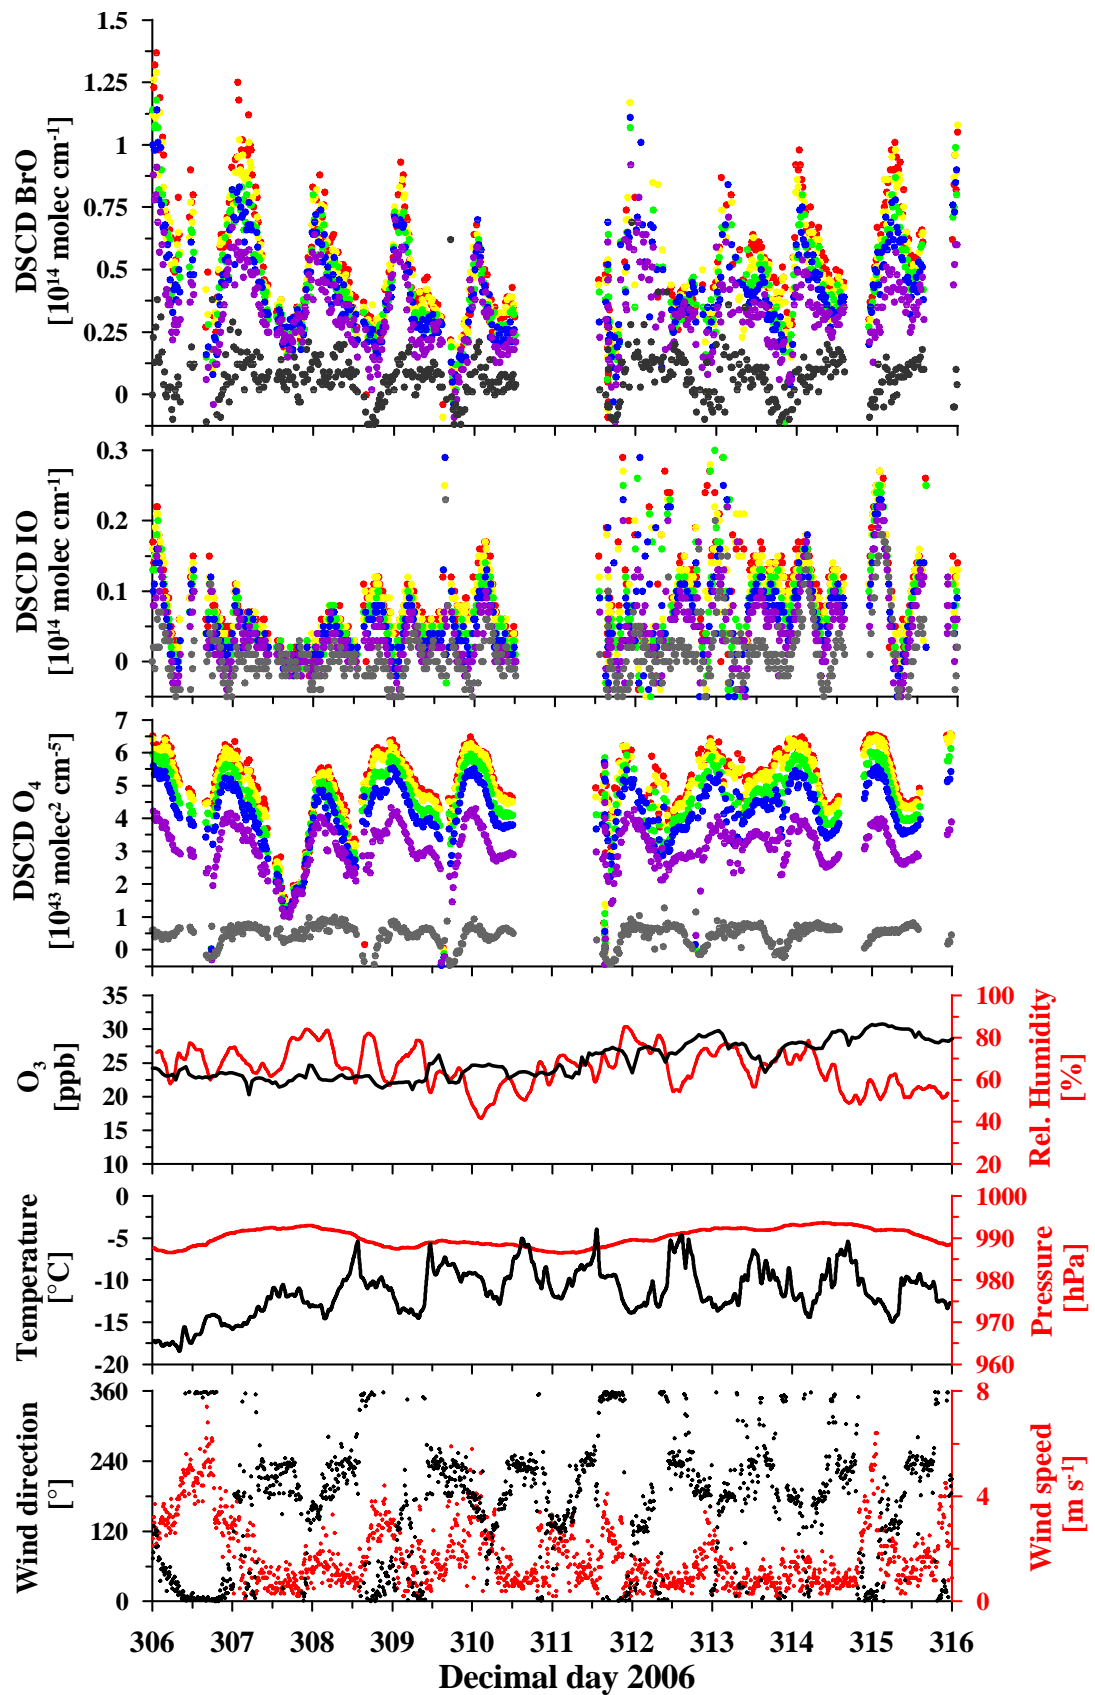 DSCD BrO
[10¹⁴ molec cm⁻¹]
1.5
1.25
1
0.75
0.5
0.25
0
DSCD IO
[10¹⁴ molec cm⁻¹]
0.3
0.2
0.1
0
DSCD O₄
[10⁴³ molec² cm⁻⁵]
7
6
5
4
3
2
1
0
O₃
[ppb]
35
30
25
20
15
10
100
80
60
40
20
Rel. Humidity
[%]
Temperature
[°C]
0
-5
-10
-15
-20
1000
990
980
970
960
Pressure
[hPa]
Wind direction
[°]
360
240
120
0
8
4
0
Wind speed
[m s⁻¹]
306 307 308 309 310 311 312 313 314 315 316
Decimal day 2006